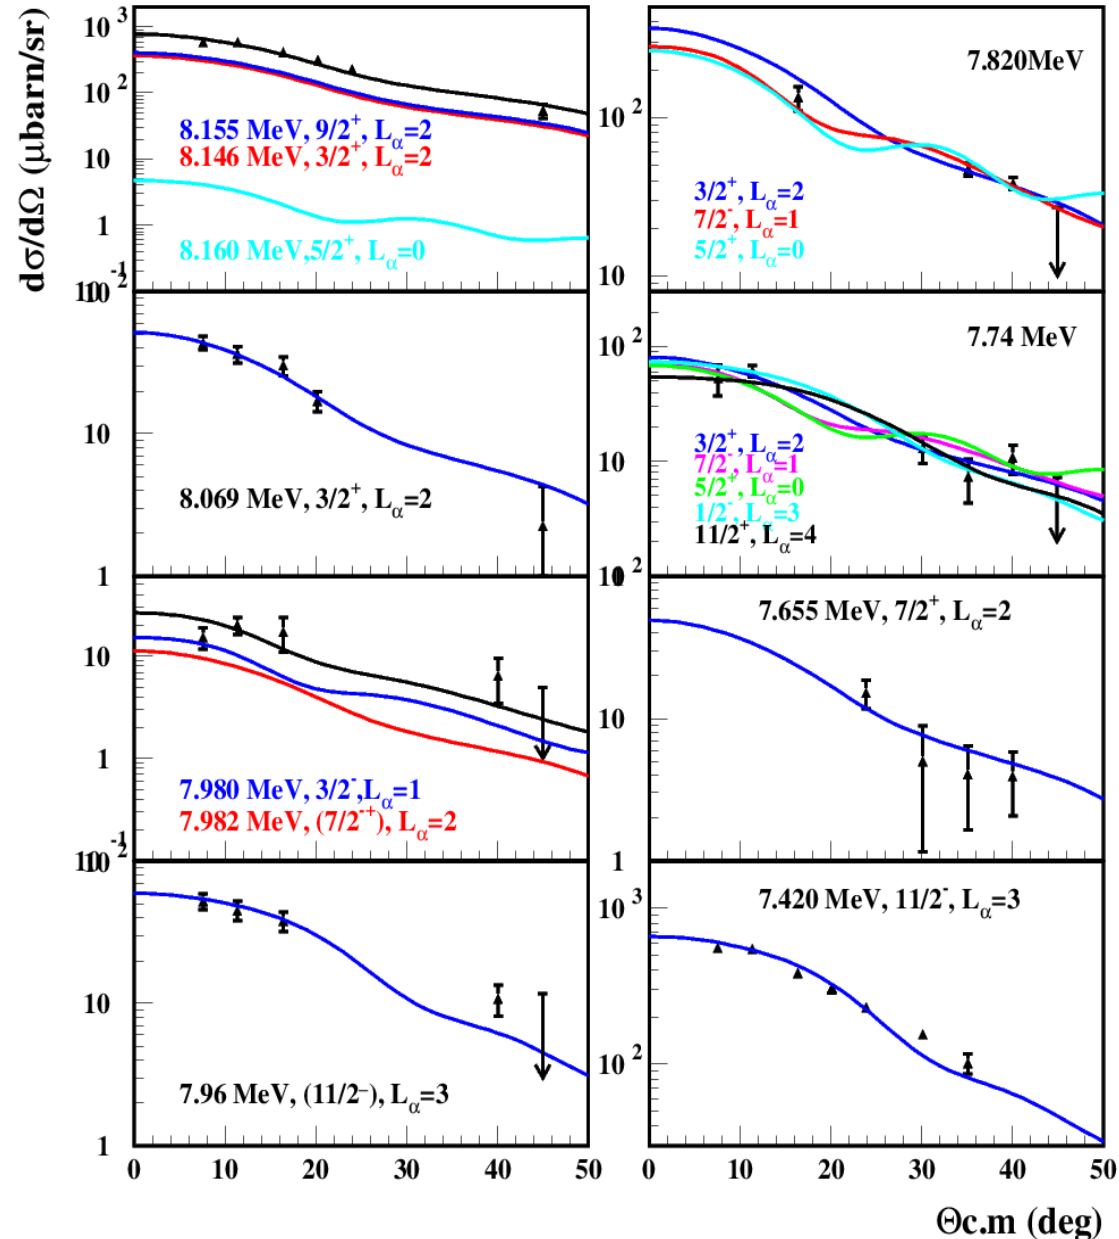 dσ/dΩ (μbarn/sr)
10³
10²
10
1
8.155 MeV, 9/2⁺, Lα=2
8.146 MeV, 3/2⁺, Lα=2
8.160 MeV,5/2⁺, Lα=0
10²
10
7.820MeV
3/2⁺, Lα=2
7/2⁻, Lα=1
5/2⁺, Lα=0
10
1
8.069 MeV, 3/2⁺, Lα=2
10²
10
7.74 MeV
3/2⁺, Lα=2
7/2⁻, Lα=1
5/2⁺, Lα=0
1/2⁻, Lα=3
11/2⁺, Lα=4
10
1
7.980 MeV, 3/2⁻,Lα=1
7.982 MeV, (7/2⁻⁺), Lα=2
10
1
7.655 MeV, 7/2⁺, Lα=2
10
1
7.96 MeV, (11/2⁻), Lα=3
0 10 20 30 40 50
10³
10²
7.420 MeV, 11/2⁻, Lα=3
0 10 20 30 40 50
Θc.m (deg)